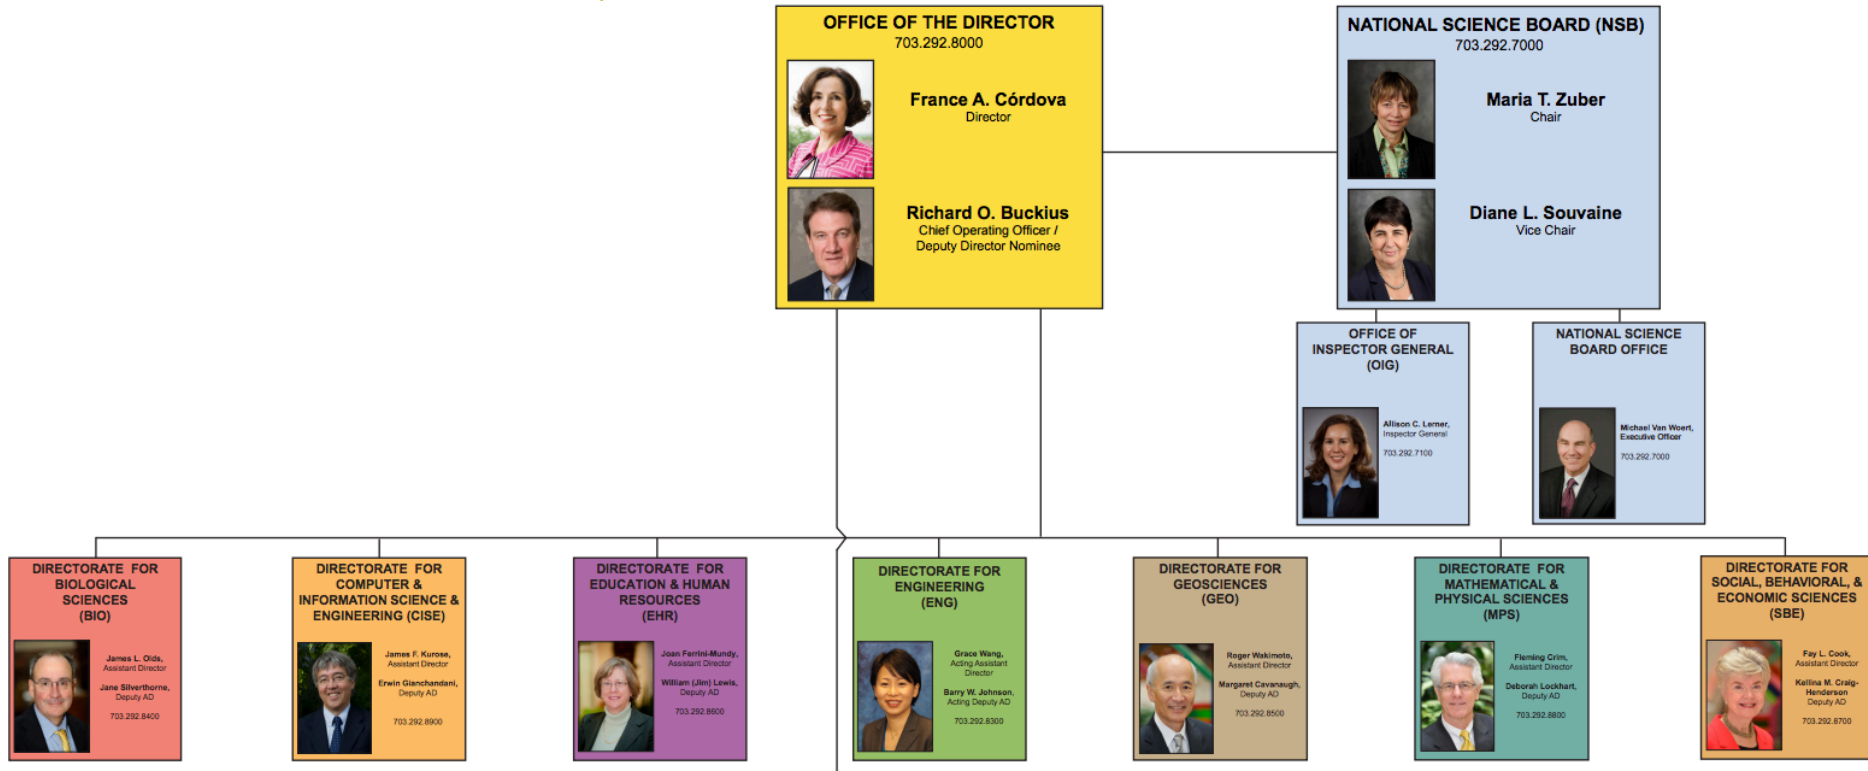 OFFICE OF THE DIRECTOR
703.292.8000
France A. Córdova
Director
Richard O. Buckius
Chief Operating Officer /
Deputy Director Nominee
NATIONAL SCIENCE BOARD (NSB)
703.292.7000
Maria T. Zuber
Chair
Diane L. Souvaine
Vice Chair
OFFICE OF
INSPECTOR GENERAL
(OIG)
Allison C. Lerner,
Inspector General
703.292.7100
NATIONAL SCIENCE
BOARD OFFICE
Michael Van Woert,
Executive Officer
703.292.7000
DIRECTORATE FOR
BIOLOGICAL
SCIENCES
(BIO)
James L. Olds,
Assistant Director
Jane Silverthorne,
Deputy AD
703.292.8400
DIRECTORATE FOR
COMPUTER &
INFORMATION SCIENCE &
ENGINEERING (CISE)
James F. Kurose,
Assistant Director
Erwin Gianchandani,
Deputy AD
703.292.8900
DIRECTORATE FOR
EDUCATION & HUMAN
RESOURCES
(EHR)
Joan Ferrini-Mundy,
Assistant Director
William (Jim) Lewis,
Deputy AD
703.292.8600
DIRECTORATE FOR
ENGINEERING
(ENG)
Grace Wang,
Acting Assistant
Director
Barry W. Johnson,
Acting Deputy AD
703.292.8300
DIRECTORATE FOR
GEOSCIENCES
(GEO)
Roger Wakimoto,
Assistant Director
Margaret Cavanaugh,
Deputy AD
703.292.8500
DIRECTORATE FOR
MATHEMATICAL &
PHYSICAL SCIENCES
(MPS)
Fleming Crim,
Assistant Director
Deborah Lockhart,
Deputy AD
703.292.8800
DIRECTORATE FOR
SOCIAL, BEHAVIORAL, &
ECONOMIC SCIENCES
(SBE)
Fay L. Cook,
Assistant Director
Kellina M. Craig-
Henderson
Deputy AD
703.292.8700